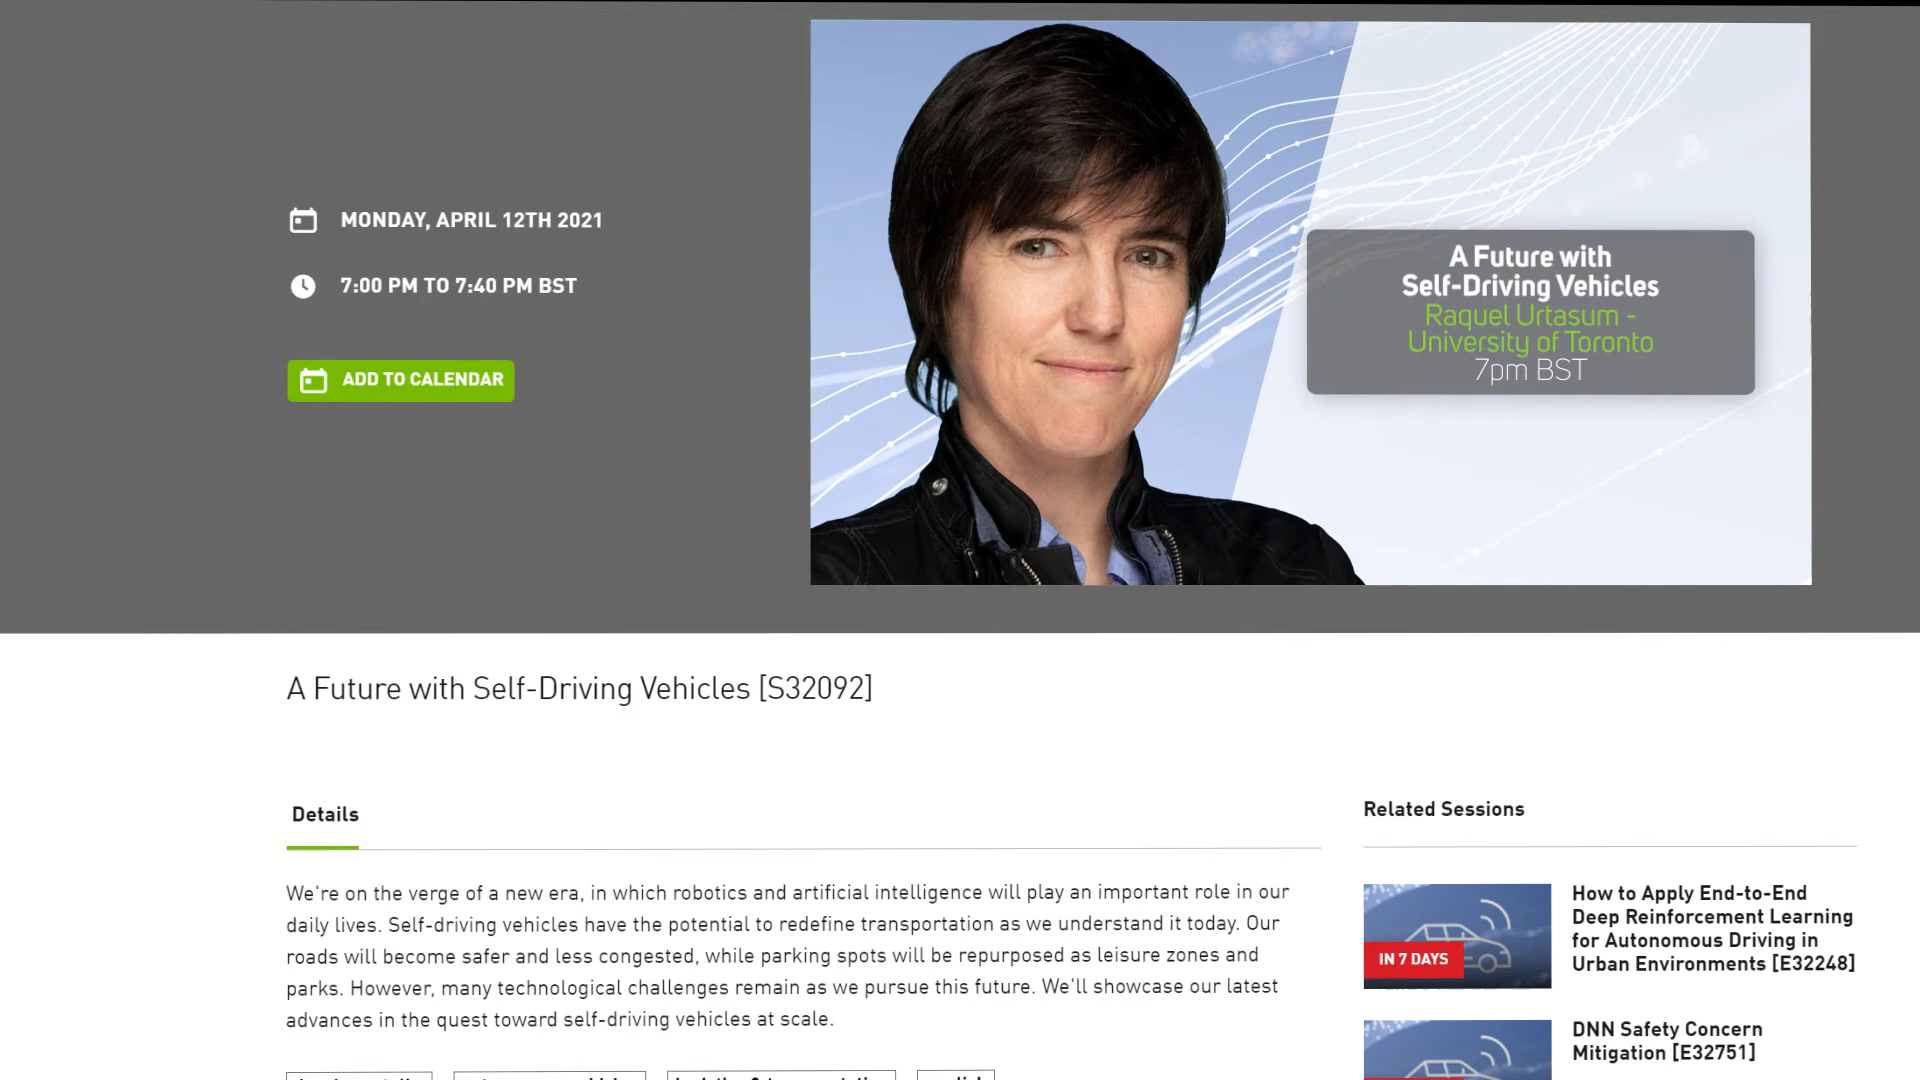 MONDAY, APRIL 12TH 2021
7:00 PM TO 7:40 PM BST
ADD TO CALENDAR
A Future with
Self-Driving Vehicles
Raquel Urtasum -
University of Toronto
7pm BST
A Future with Self-Driving Vehicles [S32092]
Details
We're on the verge of a new era, in which robotics and artificial intelligence will play an important role in our
daily lives. Self-driving vehicles have the potential to redefine transportation as we understand it today. Our
roads will become safer and less congested, while parking spots will be repurposed as leisure zones and
parks. However, many technological challenges remain as we pursue this future. We'll showcase our latest
advances in the quest toward self-driving vehicles at scale.
Related Sessions
IN 7 DAYS
How to Apply End-to-End
Deep Reinforcement Learning
for Autonomous Driving in
Urban Environments [E32248]
DNN Safety Concern
Mitigation [E32751]